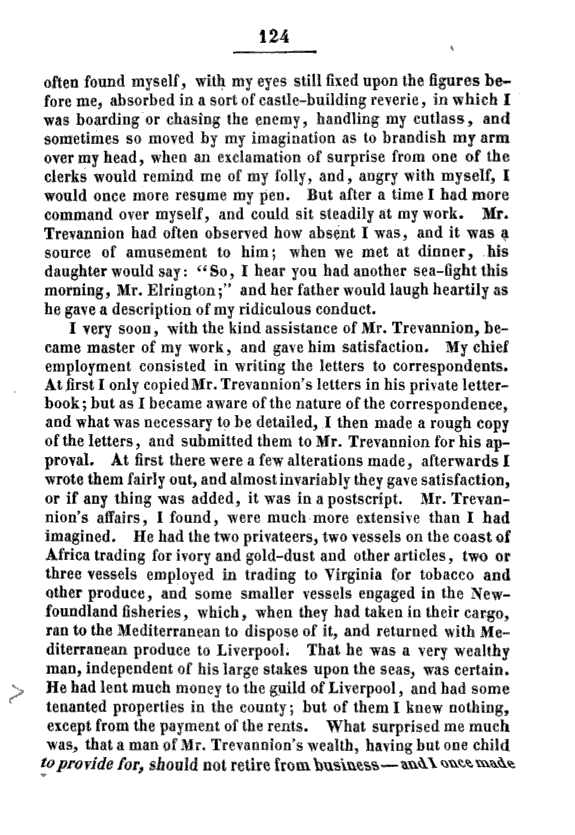 124
often found myself, with my eyes still fixed upon the figures be-
fore me, absorbed in a sort of castle-building reverie, in which I
was boarding or chasing the enemy, handling my cutlass, and
sometimes so moved by my imagination as to brandish my arm
over my head, when an exclamation of surprise from one of the
clerks would remind me of my folly, and, angry with myself, I
would once more resume my pen. But after a time I had more
command over myself, and could sit steadily at my work. Mr.
Trevannion had often observed how absent I was, and it was a
source of amusement to him; when we met at dinner, his
daughter would say: "So, I hear you had another sea-fight this
morning, Mr. Elrington;" and her father would laugh heartily as
he gave a description of my ridiculous conduct.
I very soon, with the kind assistance of Mr. Trevannion, be-
came master of my work, and gave him satisfaction. My chief
employment consisted in writing the letters to correspondents.
At first I only copied Mr. Trevannion's letters in his private letter-
book; but as I became aware of the nature of the correspondence,
and what was necessary to be detailed, I then made a rough copy
of the letters, and submitted them to Mr. Trevannion for his ap-
proval. At first there were a few alterations made, afterwards I
wrote them fairly out, and almost invariably they gave satisfaction,
or if any thing was added, it was in a postscript. Mr. Trevan-
nion's affairs, I found, were much more extensive than I had
imagined. He had the two privateers, two vessels on the coast of
Africa trading for ivory and gold-dust and other articles, two or
three vessels employed in trading to Virginia for tobacco and
other produce, and some smaller vessels engaged in the New-
foundland fisheries, which, when they had taken in their cargo,
ran to the Mediterranean to dispose of it, and returned with Me-
diterranean produce to Liverpool. That he was a very wealthy
man, independent of his large stakes upon the seas, was certain.
He had lent much money to the guild of Liverpool, and had some
tenanted properties in the county; but of them I knew nothing,
except from the payment of the rents. What surprised me much
was, that a man of Mr. Trevannion's wealth, having but one child
to provide for, should not retire from business—and I once made